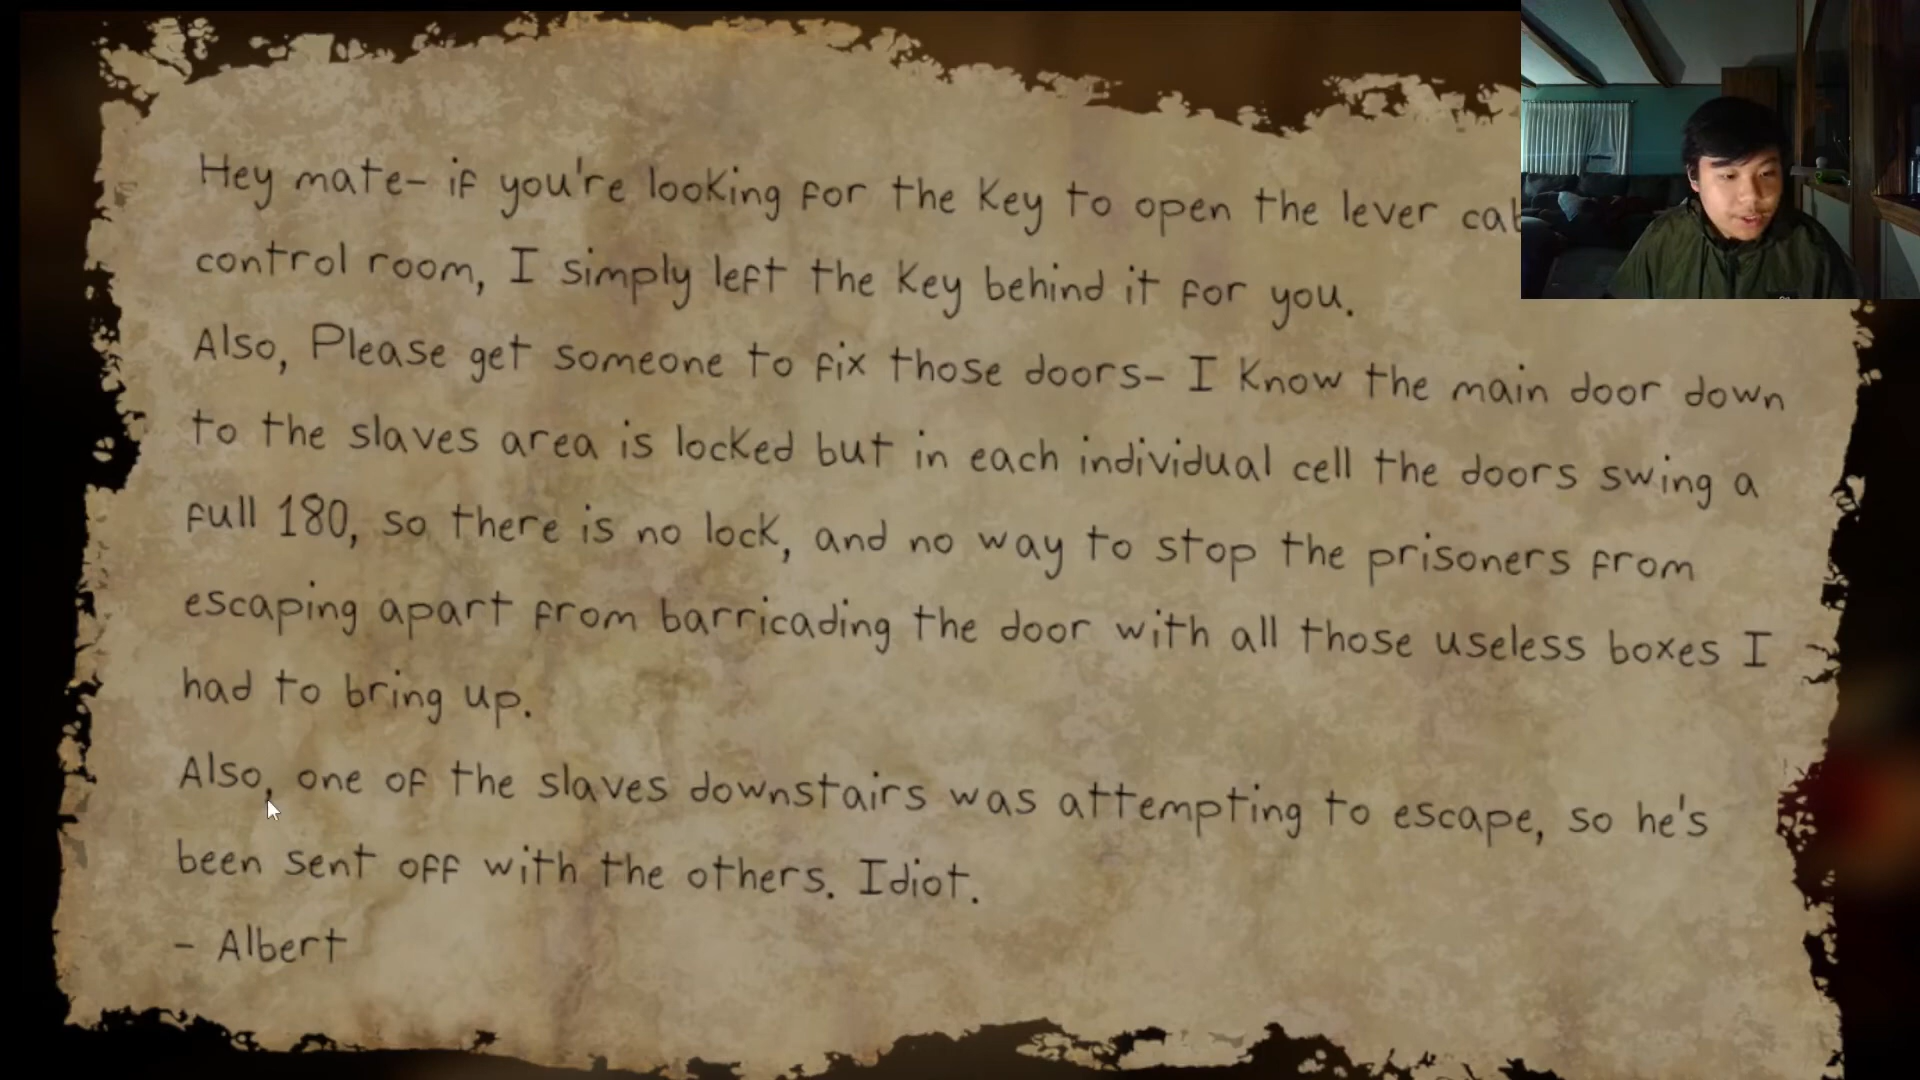 Hey mate- if you're looking for the Key to open the lever
control room, I simply left the Key behind it for you.
Also, Please get someone to fix those doors- I Know the main door down
to the slaves area is locked but in each individual cell the doors swing a
full 180, so there is no lock, and no way to stop the prisoners from
escaping apart from barricading the door with all those useless boxes I
had to bring up.
Also, one of the slaves downstairs was attempting to escape, so he's
been sent off with the others. Idiot.
- Albert